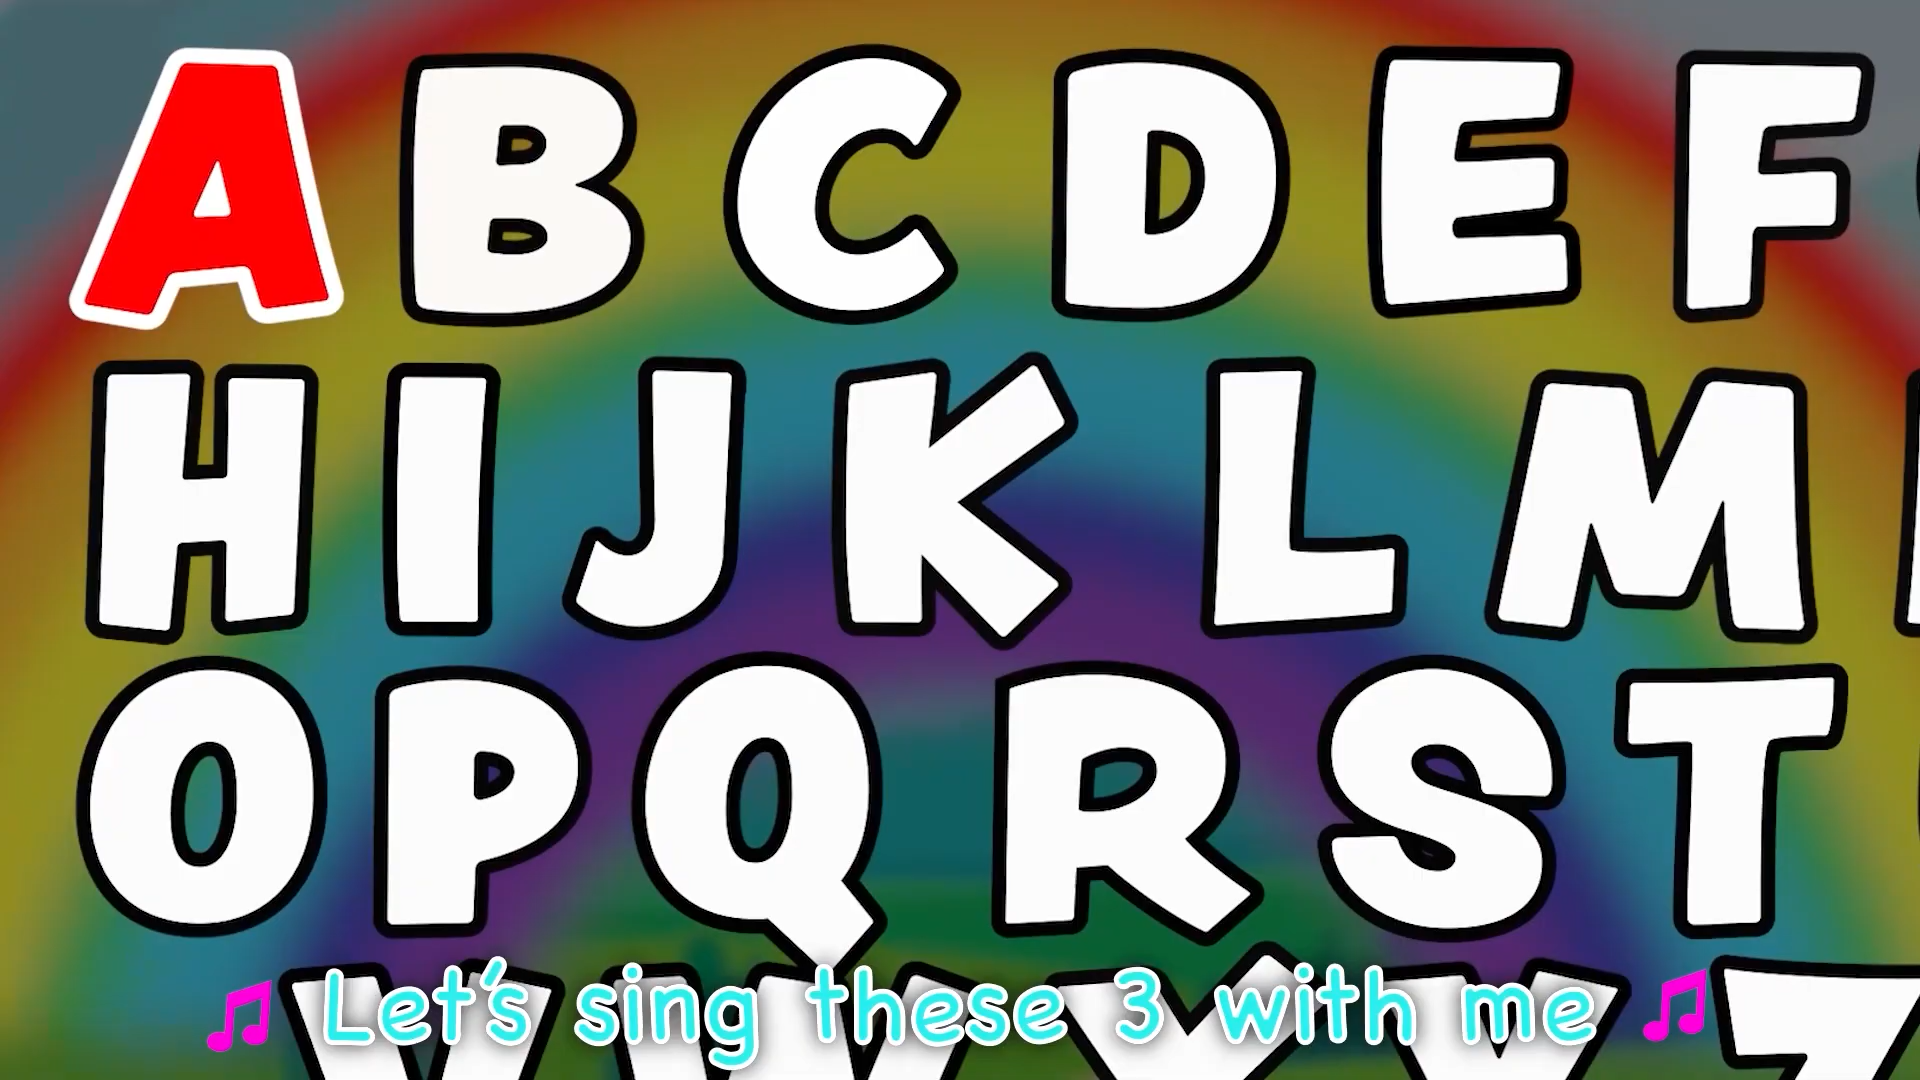 A B C D E F
H I J K L M
O P Q R S T
V W X Y Z
♫ Let's sing these 3 with me ♫